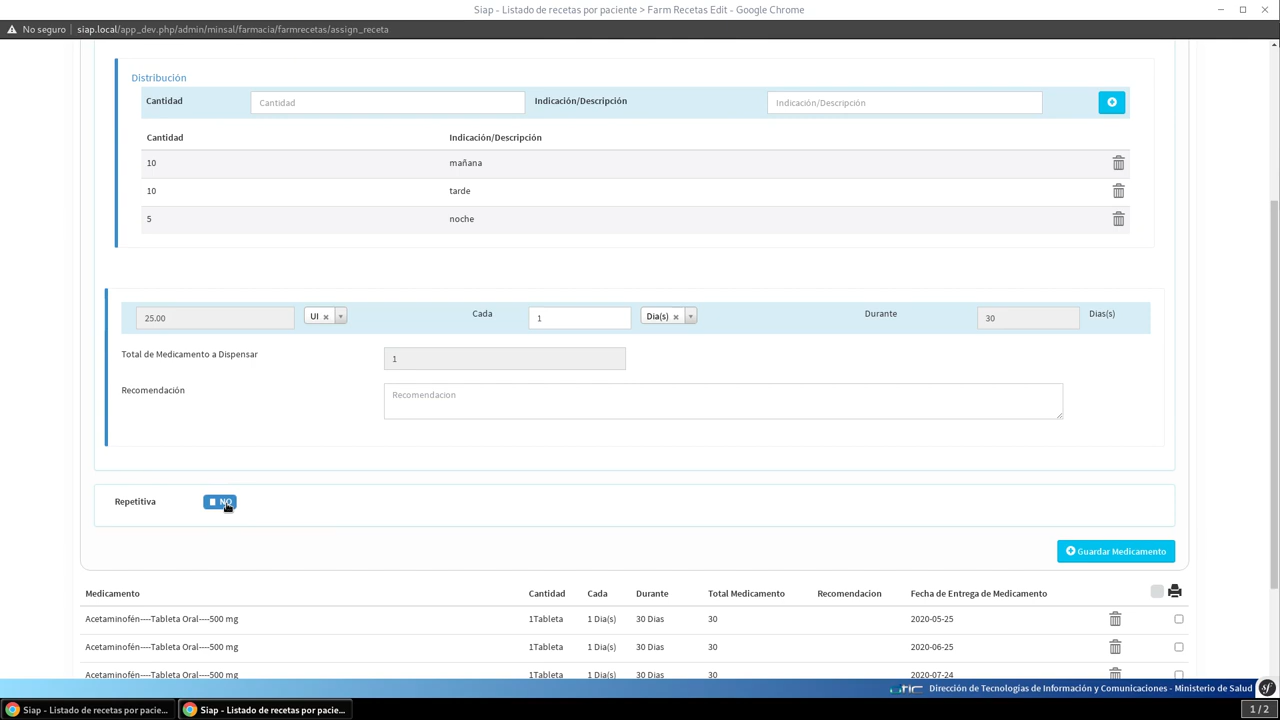 Siap - Listado de recetas por paciente > Farm Recetas Edit - Google Chrome
No seguro siap.local/app_dev.php/admin/minsal/farmacia/farmrecetas/assign_receta
Distribución
Cantidad Cantidad Indicación/Descripción Indicación/Descripción
Cantidad Indicación/Descripción
10 mañana
10 tarde
5 noche
25.00 UI Cada 1 Dia(s) Durante 30 Dias(s)
Total de Medicamento a Dispensar 1
Recomendación Recomendacion
Repetitiva NO
Guardar Medicamento
Medicamento Cantidad Cada Durante Total Medicamento Recomendacion Fecha de Entrega de Medicamento
Acetaminofén----Tableta Oral----500 mg 1Tableta 1 Dia(s) 30 Dias 30 2020-05-25
Acetaminofén----Tableta Oral----500 mg 1Tableta 1 Dia(s) 30 Dias 30 2020-06-25
Acetaminofén----Tableta Oral----500 mg 1Tableta 1 Dia(s) 30 Dias 30 2020-07-24
Dirección de Tecnologías de Información y Comunicaciones - Ministerio de Salud
Siap - Listado de recetas por pacie... Siap - Listado de recetas por pacie... 1 / 2